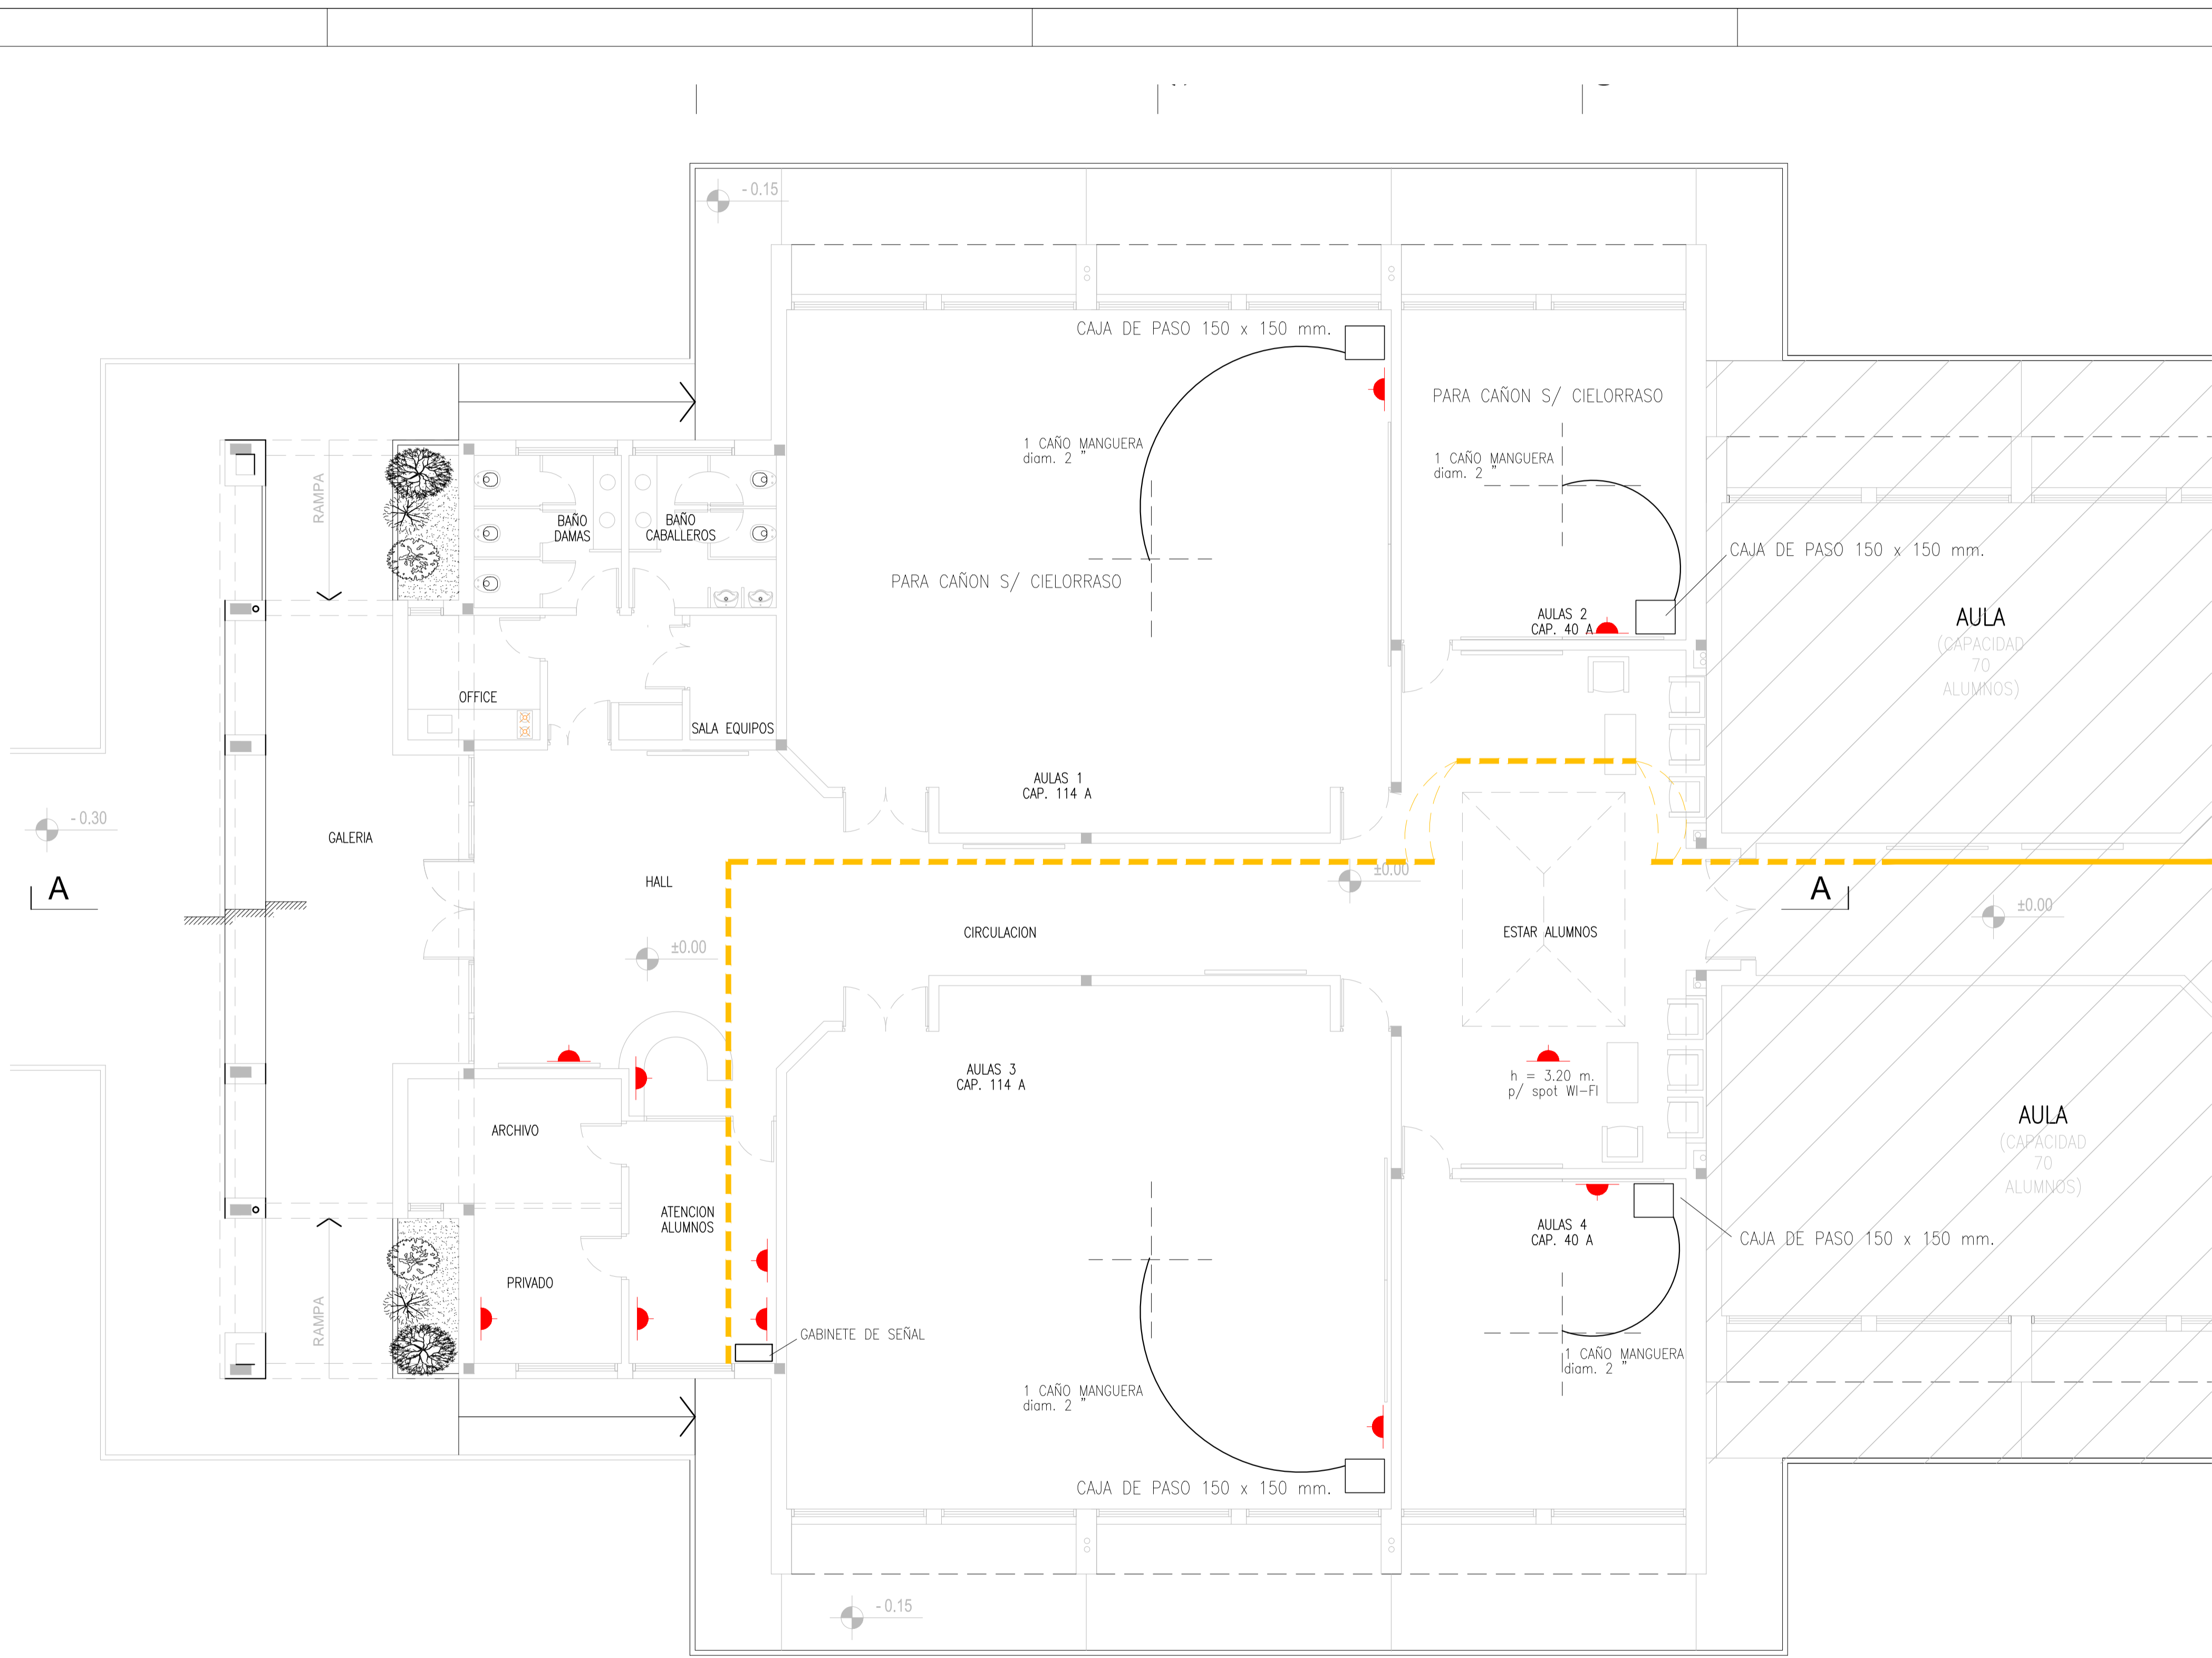 - 0.15
CAJA DE PASO 150 x 150 mm.
PARA CAÑON S/ CIELORRASO
1 CAÑO MANGUERA
diam. 2 "
1 CAÑO MANGUERA
diam. 2 "
RAMPA
BAÑO
DAMAS
BAÑO
CABALLEROS
CAJA DE PASO 150 x 150 mm.
PARA CAÑON S/ CIELORRASO
AULAS 2
CAP. 40 A
AULA
(CAPACIDAD
70
ALUMNOS)
OFFICE
SALA EQUIPOS
AULAS 1
CAP. 114 A
- 0.30
GALERIA
±0.00
HALL
A
A
±0.00
CIRCULACION
ESTAR ALUMNOS
±0.00
AULAS 3
CAP. 114 A
h = 3.20 m.
p/ spot WI-FI
ARCHIVO
AULA
(CAPACIDAD
70
ALUMNOS)
ATENCION
ALUMNOS
AULAS 4
CAP. 40 A
CAJA DE PASO 150 x 150 mm.
PRIVADO
RAMPA
GABINETE DE SEÑAL
1 CAÑO MANGUERA
diam. 2 "
1 CAÑO MANGUERA
diam. 2 "
CAJA DE PASO 150 x 150 mm.
- 0.15